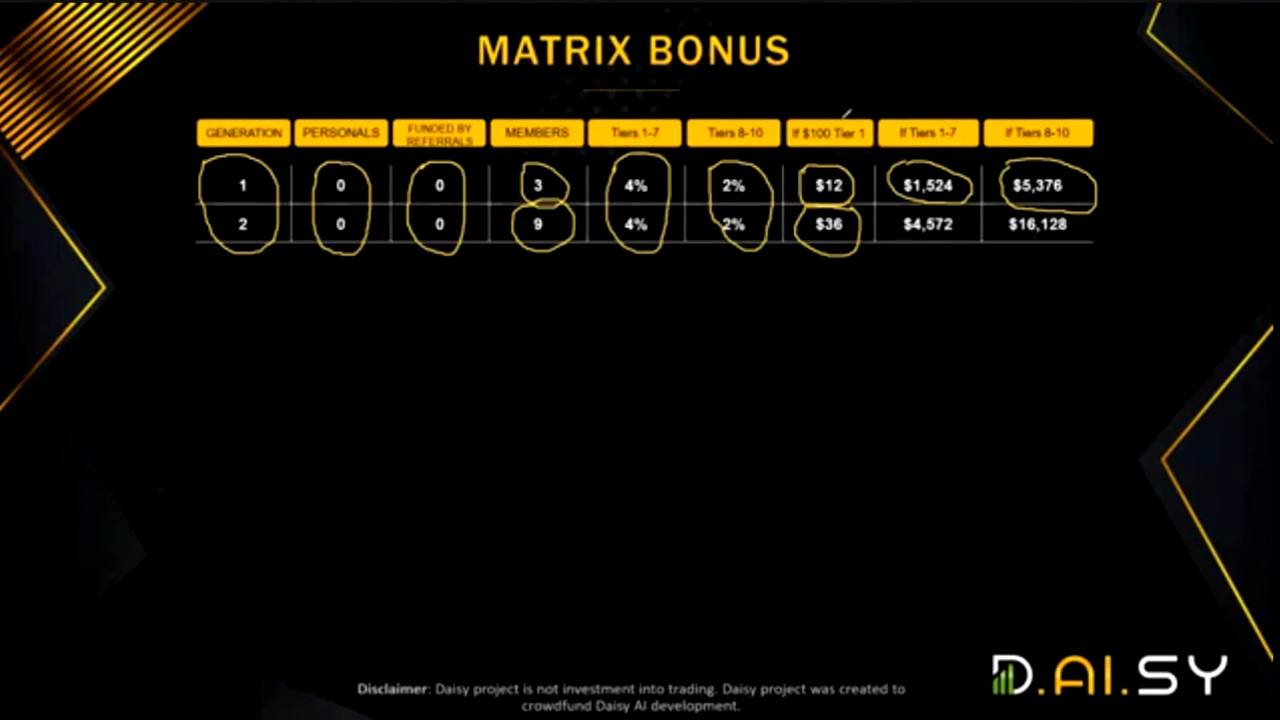 MATRIX BONUS
GENERATION PERSONALS FUNDED BY REFERRALS MEMBERS Tiers 1-7 Tiers 8-10 If $100 Tier 1 If Tiers 1-7 If Tiers 8-10
1 0 0 3 4% 2% $12 $1,524 $5,376
2 0 0 9 4% 2% $36 $4,572 $16,128
Disclaimer: Daisy project is not investment into trading. Daisy project was created to
crowdfund Daisy AI development.
D.AI.SY